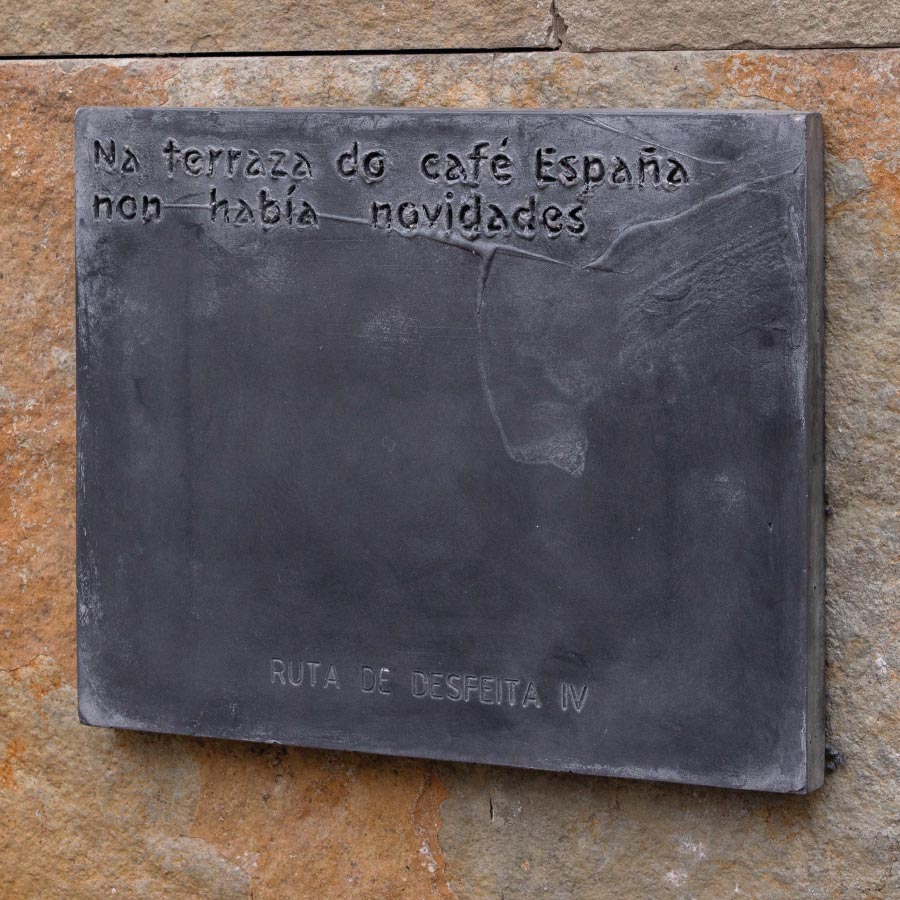 Na terraza do café España
non había novidades
RUTA DE DESFEITA IV